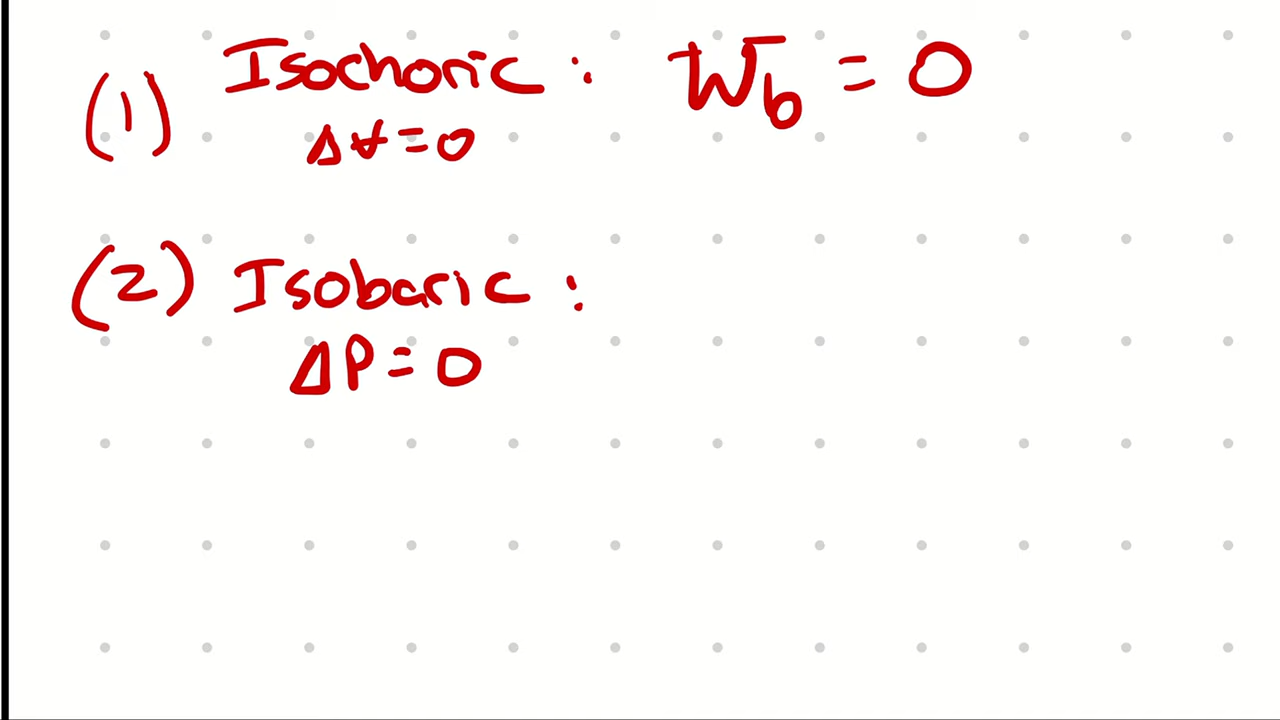 (1) Isochoric : W_b = 0
ΔV̶=0
(2) Isobaric :
ΔP=0